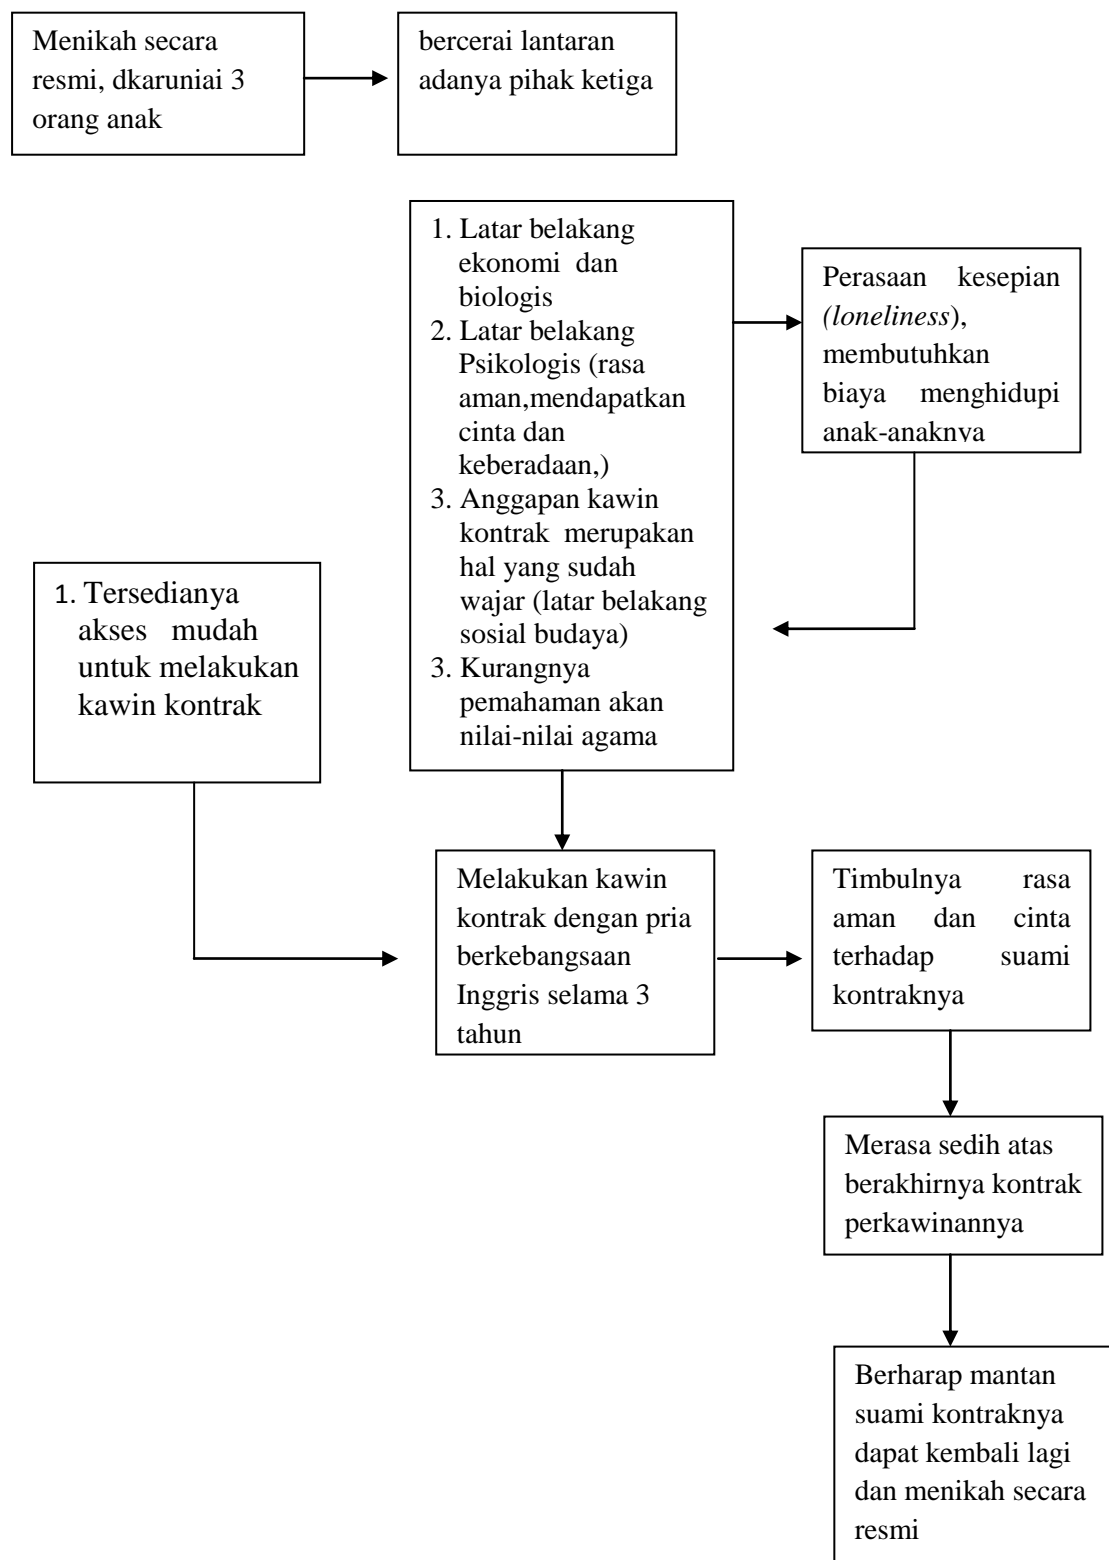 Menikah secara
resmi, dkaruniai 3
orang anak
bercerai lantaran
adanya pihak ketiga
1. Latar belakang
ekonomi dan
biologis
2. Latar belakang
Psikologis (rasa
aman,mendapatkan
cinta dan
keberadaan,)
3. Anggapan kawin
kontrak merupakan
hal yang sudah
wajar (latar belakang
sosial budaya)
3. Kurangnya
pemahaman akan
nilai-nilai agama
Perasaan kesepian
(loneliness),
membutuhkan
biaya menghidupi
anak-anaknya
1. Tersedianya
akses mudah
untuk melakukan
kawin kontrak
Melakukan kawin
kontrak dengan pria
berkebangsaan
Inggris selama 3
tahun
Timbulnya rasa
aman dan cinta
terhadap suami
kontraknya
Merasa sedih atas
berakhirnya kontrak
perkawinannya
Berharap mantan
suami kontraknya
dapat kembali lagi
dan menikah secara
resmi